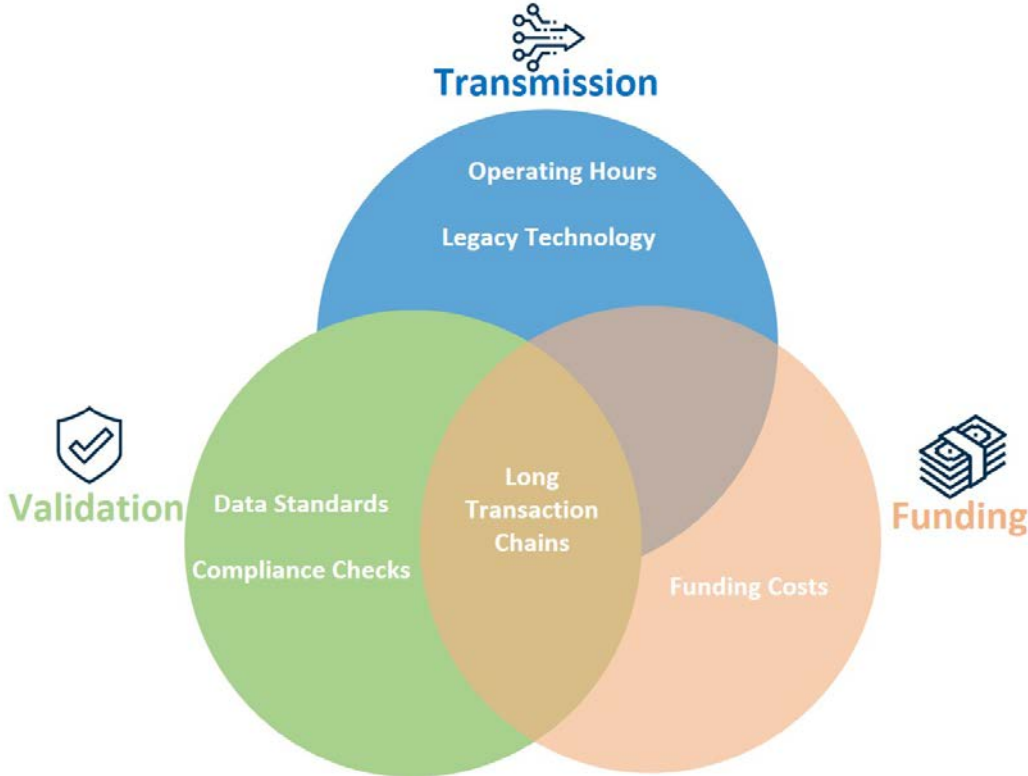 Transmission
Operating Hours
Legacy Technology
Validation
Data Standards
Compliance Checks
Long
Transaction
Chains
Funding
Funding Costs